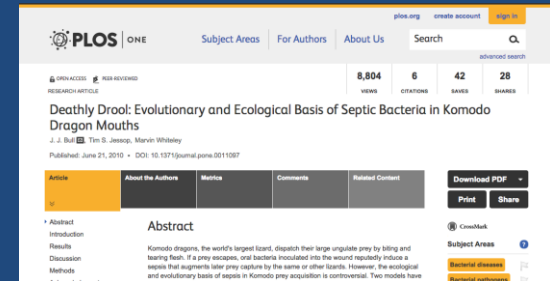 plos.org create account sign in
PLOS ONE Subject Areas For Authors About Us Search
advanced search
OPEN ACCESS PEER-REVIEWED
RESEARCH ARTICLE
8,804 6 42 28
VIEWS CITATIONS SAVES SHARES
Deathly Drool: Evolutionary and Ecological Basis of Septic Bacteria in Komodo
Dragon Mouths
J. J. Bull, Tim S. Jessop, Marvin Whiteley
Published: June 21, 2010 • DOI: 10.1371/journal.pone.0011097
Article About the Authors Metrics Comments Related Content
Download PDF
Print Share
Abstract
Introduction
Results
Discussion
Methods
Abstract
Komodo dragons, the world's largest lizard, dispatch their large ungulate prey by biting and
tearing flesh. If a prey escapes, oral bacteria inoculated into the wound reputedly induce a
sepsis that augments later prey capture by the same or other lizards. However, the ecological
and evolutionary basis of sepsis in Komodo prey acquisition is controversial. Two models have
CrossMark
Subject Areas ?
Bacterial diseases
Bacterial pathogens